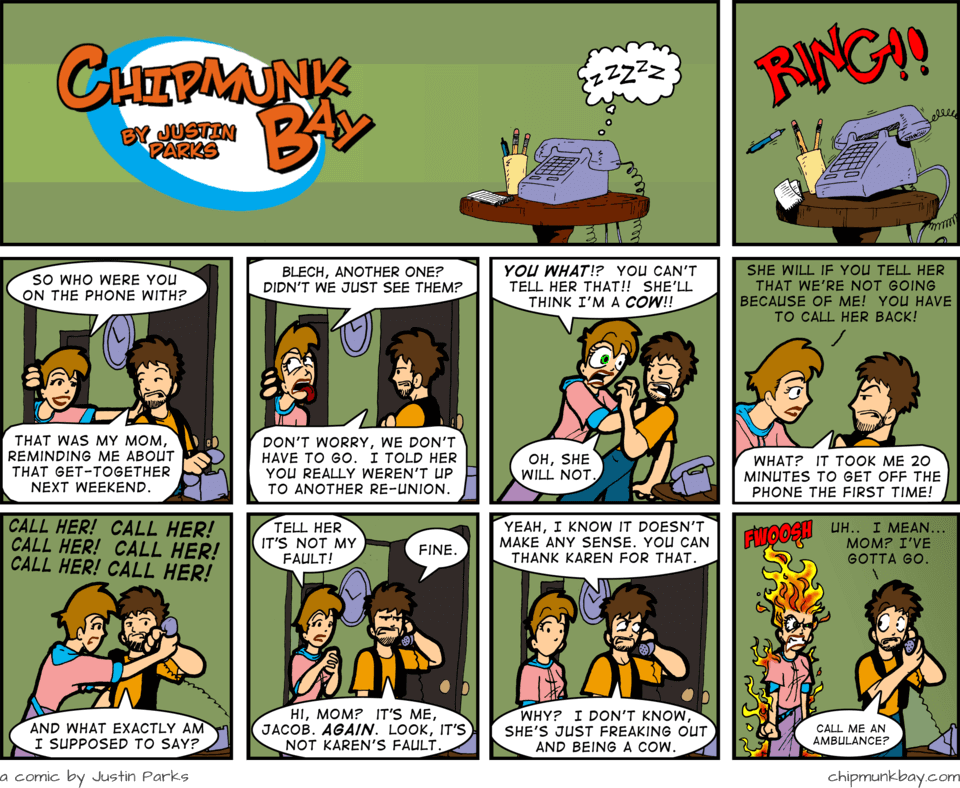 CHIPMUNK
BAY
BY JUSTIN
PARKS
ZZZZZ
RING!!
SO WHO WERE YOU
ON THE PHONE WITH?
THAT WAS MY MOM,
REMINDING ME ABOUT
THAT GET-TOGETHER
NEXT WEEKEND.
BLECH, ANOTHER ONE?
DIDN'T WE JUST SEE THEM?
DON'T WORRY, WE DON'T
HAVE TO GO. I TOLD HER
YOU REALLY WEREN'T UP
TO ANOTHER RE-UNION.
YOU WHAT!? YOU CAN'T
TELL HER THAT!! SHE'LL
THINK I'M A COW!!
OH, SHE
WILL NOT.
SHE WILL IF YOU TELL HER
THAT WE'RE NOT GOING
BECAUSE OF ME! YOU HAVE
TO CALL HER BACK!
WHAT? IT TOOK ME 20
MINUTES TO GET OFF THE
PHONE THE FIRST TIME!
CALL HER! CALL HER!
CALL HER! CALL HER!
CALL HER! CALL HER!
AND WHAT EXACTLY AM
I SUPPOSED TO SAY?
TELL HER
IT'S NOT MY
FAULT!
FINE.
HI, MOM? IT'S ME,
JACOB. AGAIN. LOOK, IT'S
NOT KAREN'S FAULT.
YEAH, I KNOW IT DOESN'T
MAKE ANY SENSE. YOU CAN
THANK KAREN FOR THAT.
WHY? I DON'T KNOW,
SHE'S JUST FREAKING OUT
AND BEING A COW.
FWOOSH
UH.. I MEAN...
MOM? I'VE
GOTTA GO.
CALL ME AN
AMBULANCE?
a comic by Justin Parks
chipmunkbay.com